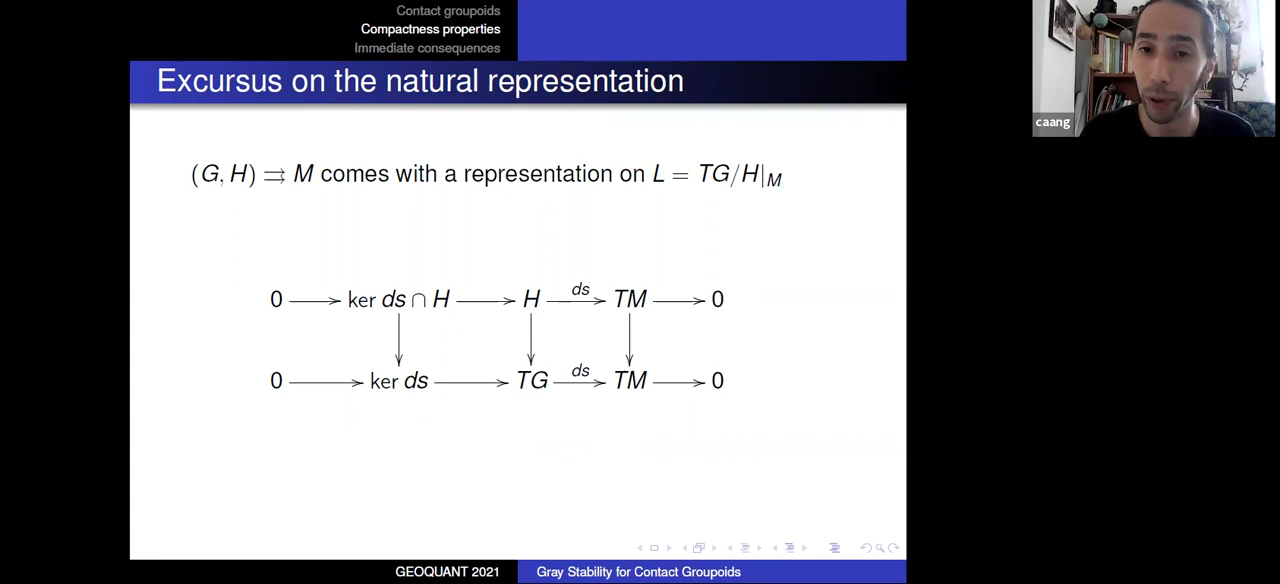 Contact groupoids
Compactness properties
Immediate consequences
Excursus on the natural representation
caang
(G, H) ⇉ M comes with a representation on L = TG/H|_M
0 → ker ds ∩ H → H →^{ds} TM → 0
↓ ↓ ↓
0 → ker ds → TG →^{ds} TM → 0
GEOQUANT 2021 Gray Stability for Contact Groupoids